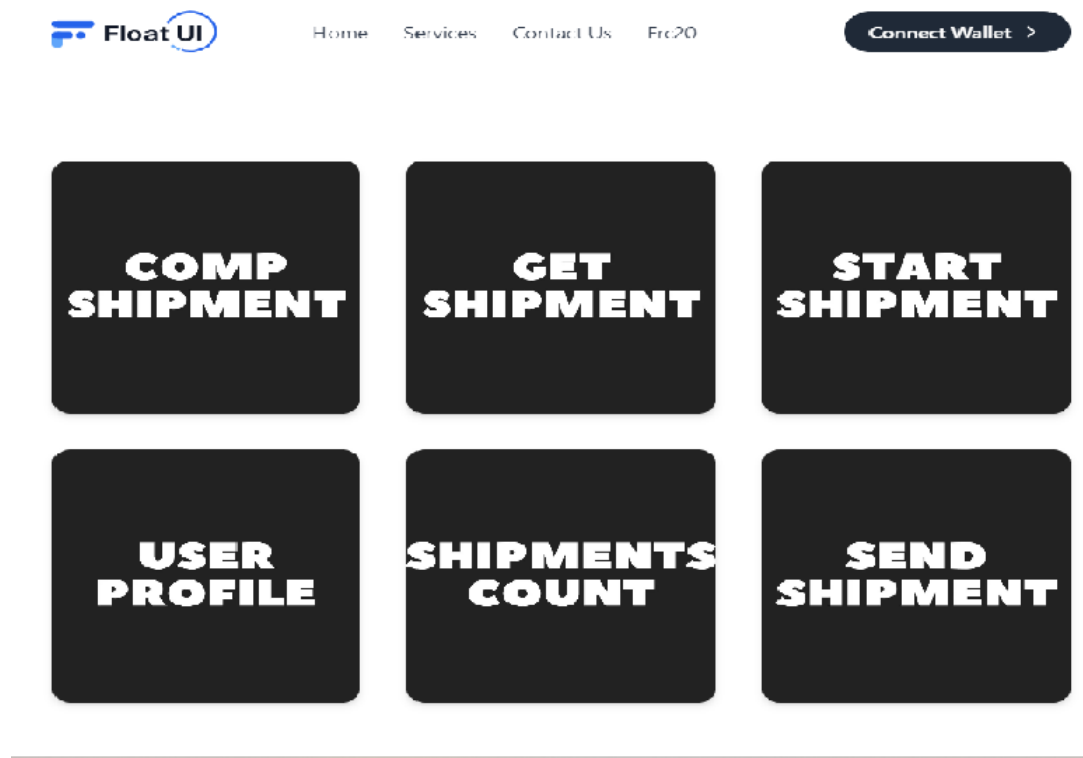 Float UI
Home Services Contact Us Erc20
Connect Wallet >
COMP
SHIPMENT
GET
SHIPMENT
START
SHIPMENT
USER
PROFILE
SHIPMENTS
COUNT
SEND
SHIPMENT